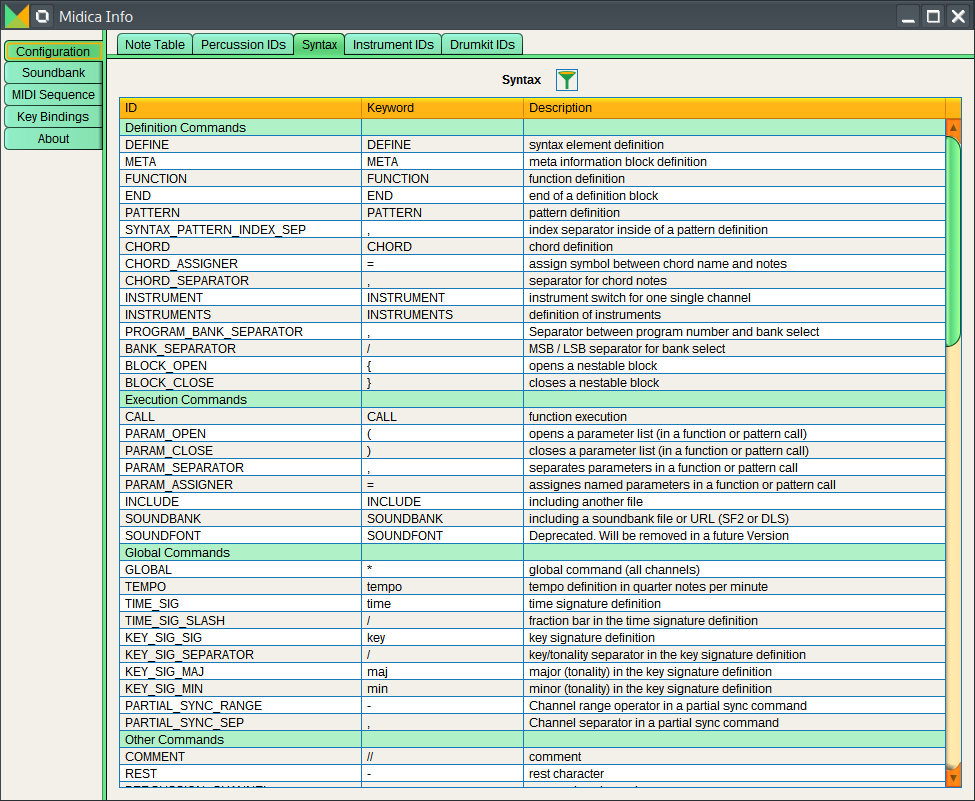 Midica Info
Configuration
Soundbank
MIDI Sequence
Key Bindings
About
Note Table Percussion IDs Syntax Instrument IDs Drumkit IDs
Syntax
ID Keyword Description
Definition Commands
DEFINE DEFINE syntax element definition
META META meta information block definition
FUNCTION FUNCTION function definition
END END end of a definition block
PATTERN PATTERN pattern definition
SYNTAX_PATTERN_INDEX_SEP , index separator inside of a pattern definition
CHORD CHORD chord definition
CHORD_ASSIGNER = assign symbol between chord name and notes
CHORD_SEPARATOR , separator for chord notes
INSTRUMENT INSTRUMENT instrument switch for one single channel
INSTRUMENTS INSTRUMENTS definition of instruments
PROGRAM_BANK_SEPARATOR , Separator between program number and bank select
BANK_SEPARATOR / MSB / LSB separator for bank select
BLOCK_OPEN { opens a nestable block
BLOCK_CLOSE } closes a nestable block
Execution Commands
CALL CALL function execution
PARAM_OPEN ( opens a parameter list (in a function or pattern call)
PARAM_CLOSE ) closes a parameter list (in a function or pattern call)
PARAM_SEPARATOR , separates parameters in a function or pattern call
PARAM_ASSIGNER = assignes named parameters in a function or pattern call
INCLUDE INCLUDE including another file
SOUNDBANK SOUNDBANK including a soundbank file or URL (SF2 or DLS)
SOUNDFONT SOUNDFONT Deprecated. Will be removed in a future Version
Global Commands
GLOBAL * global command (all channels)
TEMPO tempo tempo definition in quarter notes per minute
TIME_SIG time time signature definition
TIME_SIG_SLASH / fraction bar in the time signature definition
KEY_SIG_SIG key key signature definition
KEY_SIG_SEPARATOR / key/tonality separator in the key signature definition
KEY_SIG_MAJ maj major (tonality) in the key signature definition
KEY_SIG_MIN min minor (tonality) in the key signature definition
PARTIAL_SYNC_RANGE - Channel range operator in a partial sync command
PARTIAL_SYNC_SEP , Channel separator in a partial sync command
Other Commands
COMMENT // comment
REST - rest character